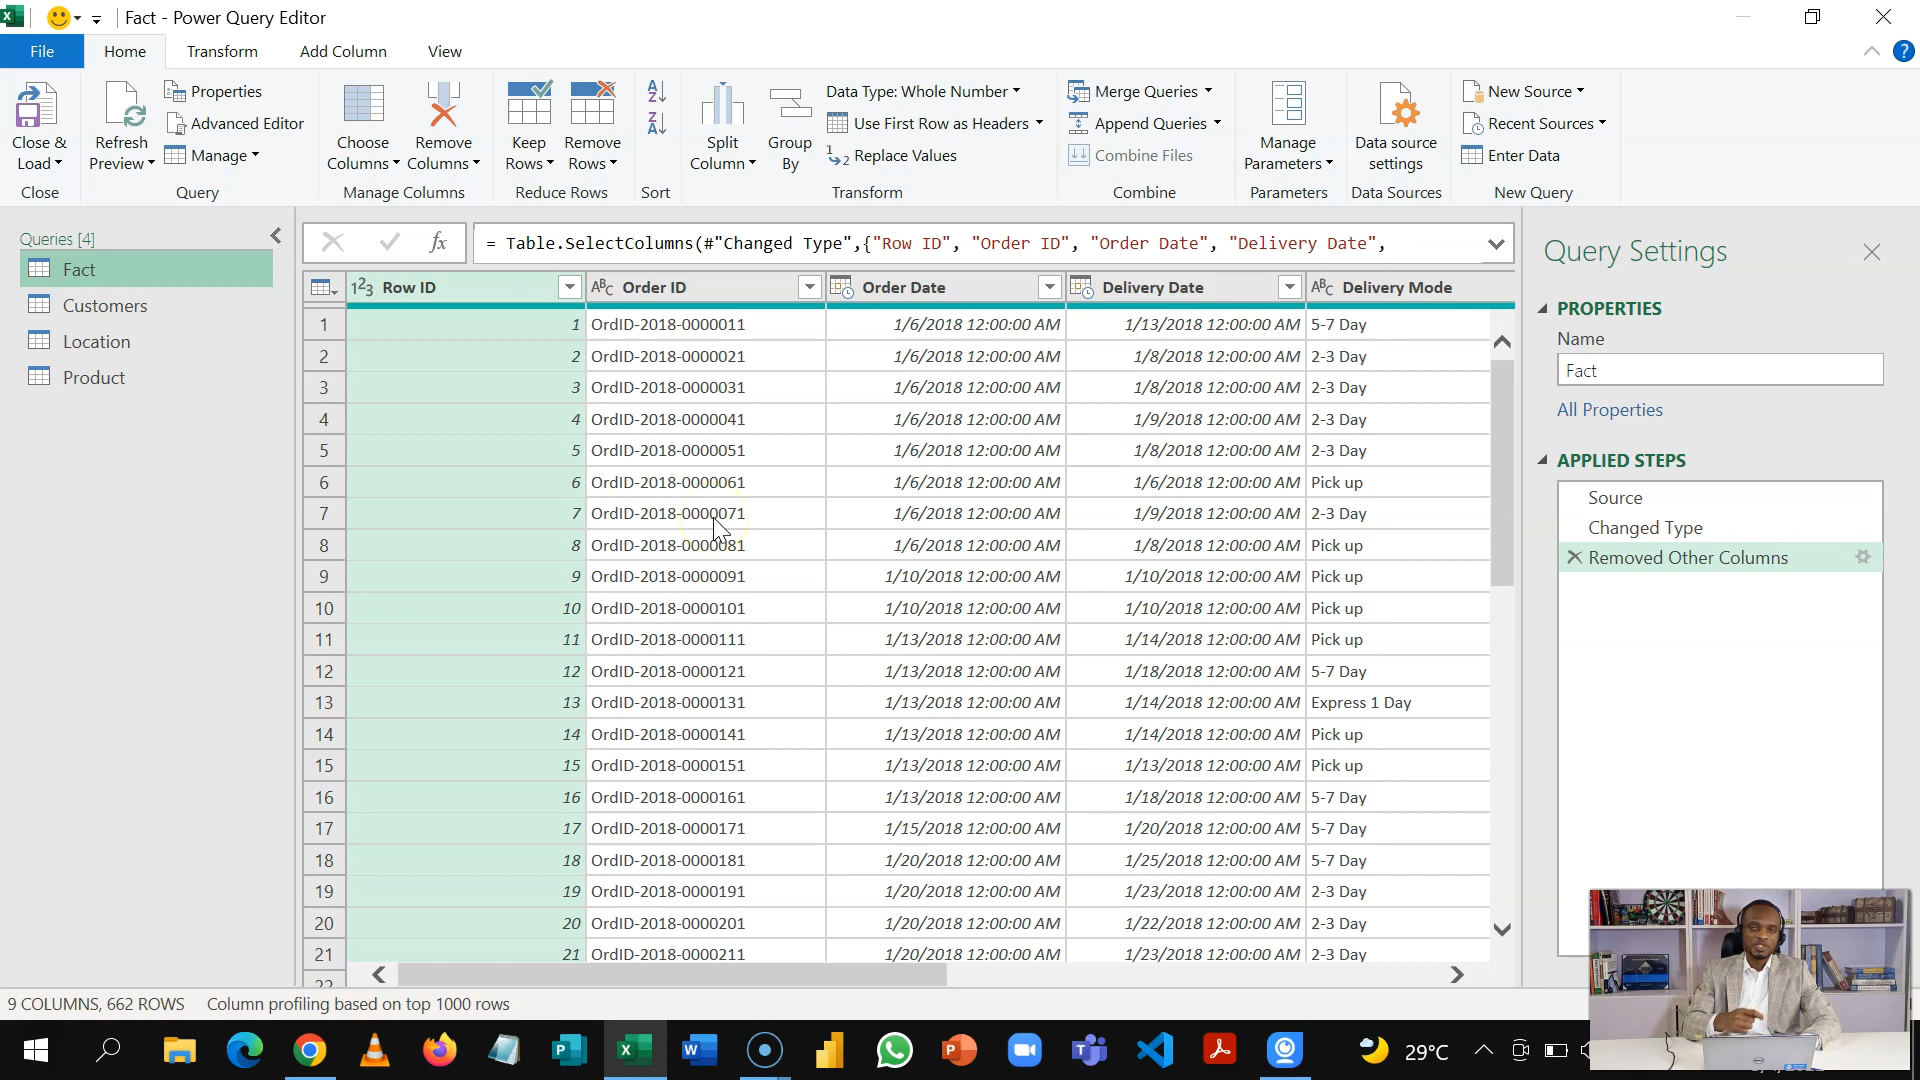 Fact - Power Query Editor
File Home Transform Add Column View
Close & Load
Refresh Preview
Properties
Advanced Editor
Manage
Choose Columns
Remove Columns
Keep Rows
Remove Rows
Split Column
Group By
Data Type: Whole Number
Use First Row as Headers
Replace Values
Merge Queries
Append Queries
Combine Files
Manage Parameters
Data source settings
New Source
Recent Sources
Enter Data
Close Query Manage Columns Reduce Rows Sort Transform Combine Parameters Data Sources New Query
Queries [4]
Fact
Customers
Location
Product
fx = Table.SelectColumns(#"Changed Type",{"Row ID", "Order ID", "Order Date", "Delivery Date",
Row ID Order ID Order Date Delivery Date Delivery Mode
1 1 OrdID-2018-0000011 1/6/2018 12:00:00 AM 1/13/2018 12:00:00 AM 5-7 Day
2 2 OrdID-2018-0000021 1/6/2018 12:00:00 AM 1/8/2018 12:00:00 AM 2-3 Day
3 3 OrdID-2018-0000031 1/6/2018 12:00:00 AM 1/8/2018 12:00:00 AM 2-3 Day
4 4 OrdID-2018-0000041 1/6/2018 12:00:00 AM 1/9/2018 12:00:00 AM 2-3 Day
5 5 OrdID-2018-0000051 1/6/2018 12:00:00 AM 1/8/2018 12:00:00 AM 2-3 Day
6 6 OrdID-2018-0000061 1/6/2018 12:00:00 AM 1/6/2018 12:00:00 AM Pick up
7 7 OrdID-2018-0000071 1/6/2018 12:00:00 AM 1/9/2018 12:00:00 AM 2-3 Day
8 8 OrdID-2018-0000081 1/6/2018 12:00:00 AM 1/8/2018 12:00:00 AM Pick up
9 9 OrdID-2018-0000091 1/10/2018 12:00:00 AM 1/10/2018 12:00:00 AM Pick up
10 10 OrdID-2018-0000101 1/10/2018 12:00:00 AM 1/10/2018 12:00:00 AM Pick up
11 11 OrdID-2018-0000111 1/13/2018 12:00:00 AM 1/14/2018 12:00:00 AM Pick up
12 12 OrdID-2018-0000121 1/13/2018 12:00:00 AM 1/18/2018 12:00:00 AM 5-7 Day
13 13 OrdID-2018-0000131 1/13/2018 12:00:00 AM 1/14/2018 12:00:00 AM Express 1 Day
14 14 OrdID-2018-0000141 1/13/2018 12:00:00 AM 1/14/2018 12:00:00 AM Pick up
15 15 OrdID-2018-0000151 1/13/2018 12:00:00 AM 1/13/2018 12:00:00 AM Pick up
16 16 OrdID-2018-0000161 1/13/2018 12:00:00 AM 1/18/2018 12:00:00 AM 5-7 Day
17 17 OrdID-2018-0000171 1/15/2018 12:00:00 AM 1/20/2018 12:00:00 AM 5-7 Day
18 18 OrdID-2018-0000181 1/20/2018 12:00:00 AM 1/25/2018 12:00:00 AM 5-7 Day
19 19 OrdID-2018-0000191 1/20/2018 12:00:00 AM 1/23/2018 12:00:00 AM 2-3 Day
20 20 OrdID-2018-0000201 1/20/2018 12:00:00 AM 1/22/2018 12:00:00 AM 2-3 Day
21 21 OrdID-2018-0000211 1/20/2018 12:00:00 AM 1/23/2018 12:00:00 AM 2-3 Day
22
Query Settings
PROPERTIES
Name
Fact
All Properties
APPLIED STEPS
Source
Changed Type
Removed Other Columns
9 COLUMNS, 662 ROWS Column profiling based on top 1000 rows
29°C